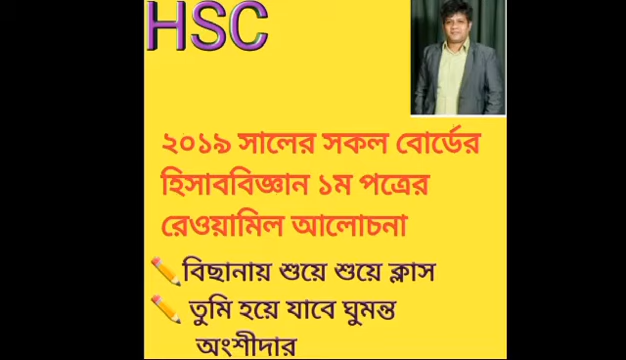 HSC
২০১৯ সালের সকল বোর্ডের
হিসাববিজ্ঞান ১ম পত্রের
রেওয়ামিল আলোচনা
বিছানায় শুয়ে শুয়ে ক্লাস
তুমি হয়ে যাবে ঘুমন্ত
অংশীদার